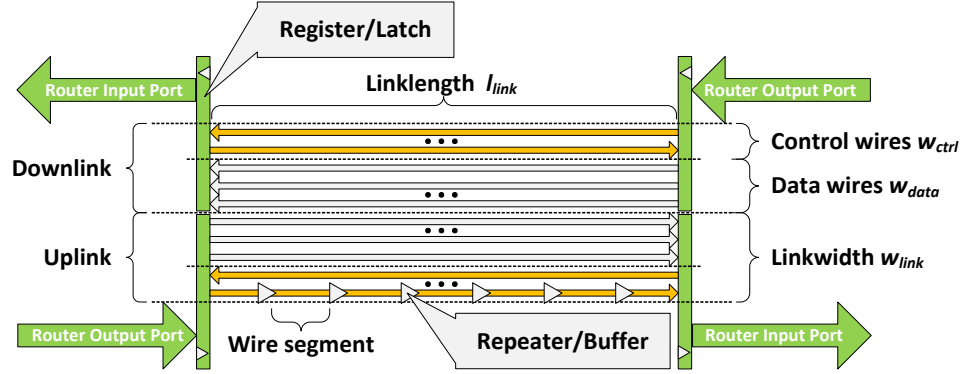 Register/Latch
Router Input Port
Linklength l_link
Router Output Port
Downlink
Control wires w_ctrl
Data wires w_data
Uplink
Linkwidth w_link
Router Output Port
Wire segment
Repeater/Buffer
Router Input Port